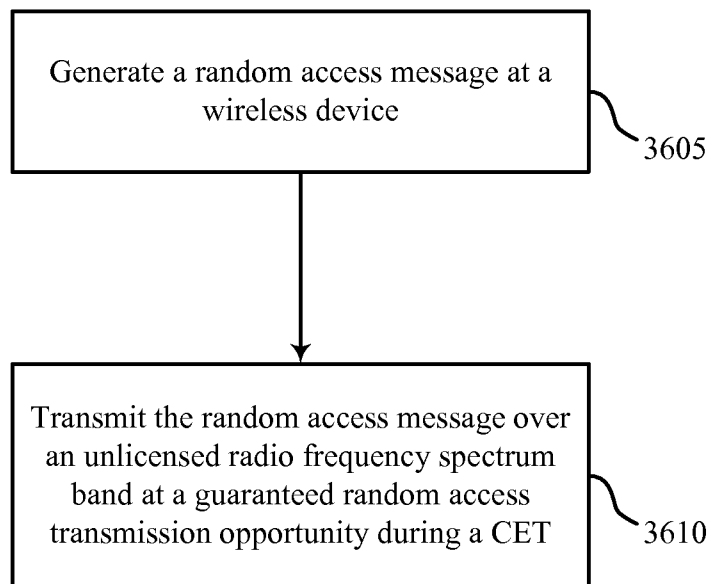 Generate a random access message at a
wireless device
3605
Transmit the random access message over
an unlicensed radio frequency spectrum
band at a guaranteed random access
transmission opportunity during a CET
3610